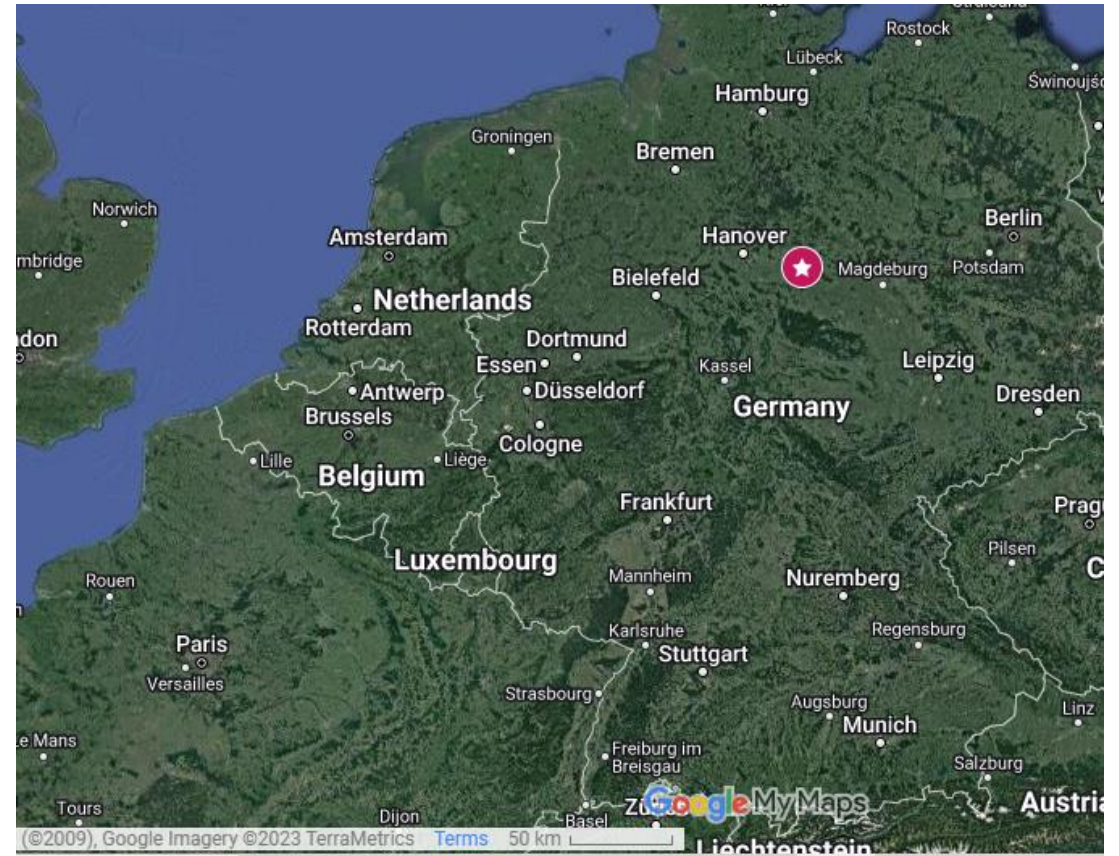 Rostock
Lübeck
Hamburg
Groningen
Bremen
Norwich
Berlin
Amsterdam
Hanover
Potsdam
Magdeburg
Bielefeld
Netherlands
Rotterdam
Dortmund
Essen
Kassel
Leipzig
Antwerp
Düsseldorf
Dresden
Brussels
Germany
Cologne
Liège
Lille
Belgium
Frankfurt
Pilsen
Luxembourg
Mannheim
Nuremberg
Rouen
Karlsruhe
Regensburg
Paris
Stuttgart
Versailles
Strasbourg
Augsburg
Linz
Munich
Freiburg im
Breisgau
Salzburg
Google My Maps
Tours
Dijon
Basel
(©2009), Google Imagery ©2023 TerraMetrics Terms 50 km